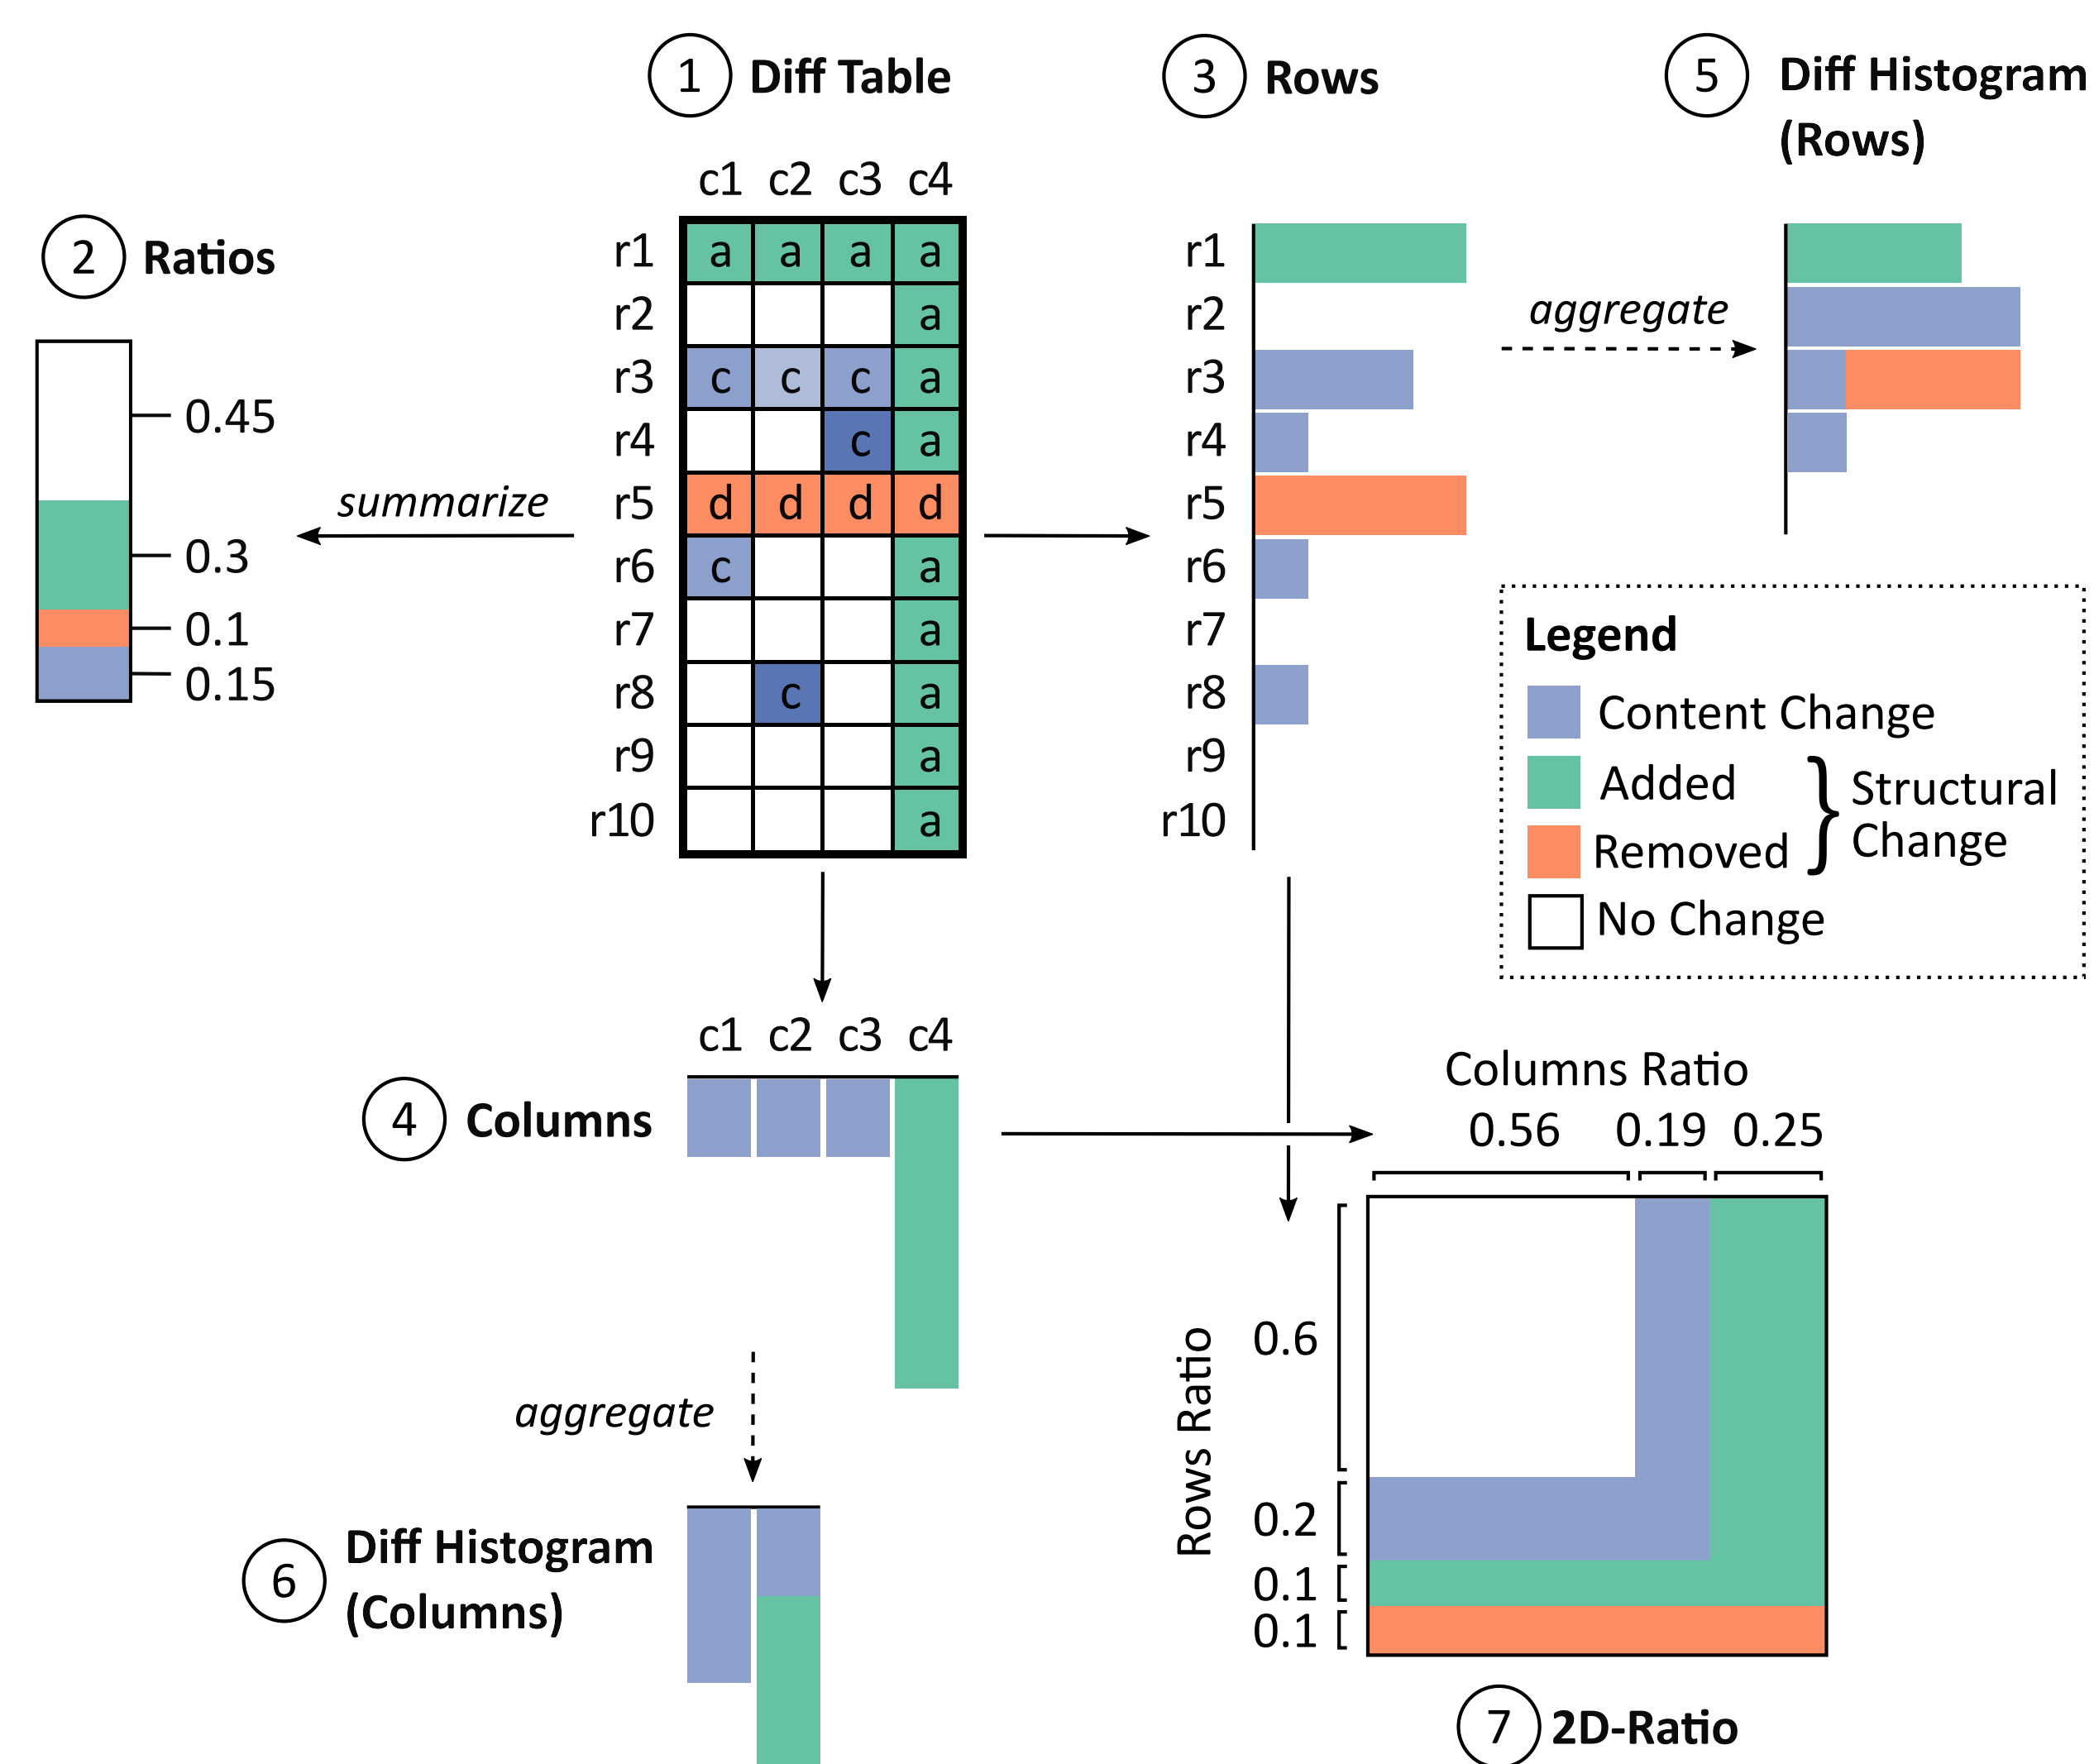 1 Diff Table
3 Rows
5 Diff Histogram
(Rows)
c1 c2 c3 c4
2 Ratios
r1 a a a a
r2 a
r3 c c c a
r4 c a
r5 d d d d
r6 c a
r7 a
r8 c a
r9 a
r10 a
0.45
0.3
0.1
0.15
summarize
r1
r2
r3
r4
r5
r6
r7
r8
r9
r10
aggregate
Legend
Content Change
Added
Removed
Structural
Change
No Change
c1 c2 c3 c4
4 Columns
aggregate
6 Diff Histogram
(Columns)
Columns Ratio
0.56 0.19 0.25
Rows Ratio
0.6
0.2
0.1
0.1
7 2D-Ratio